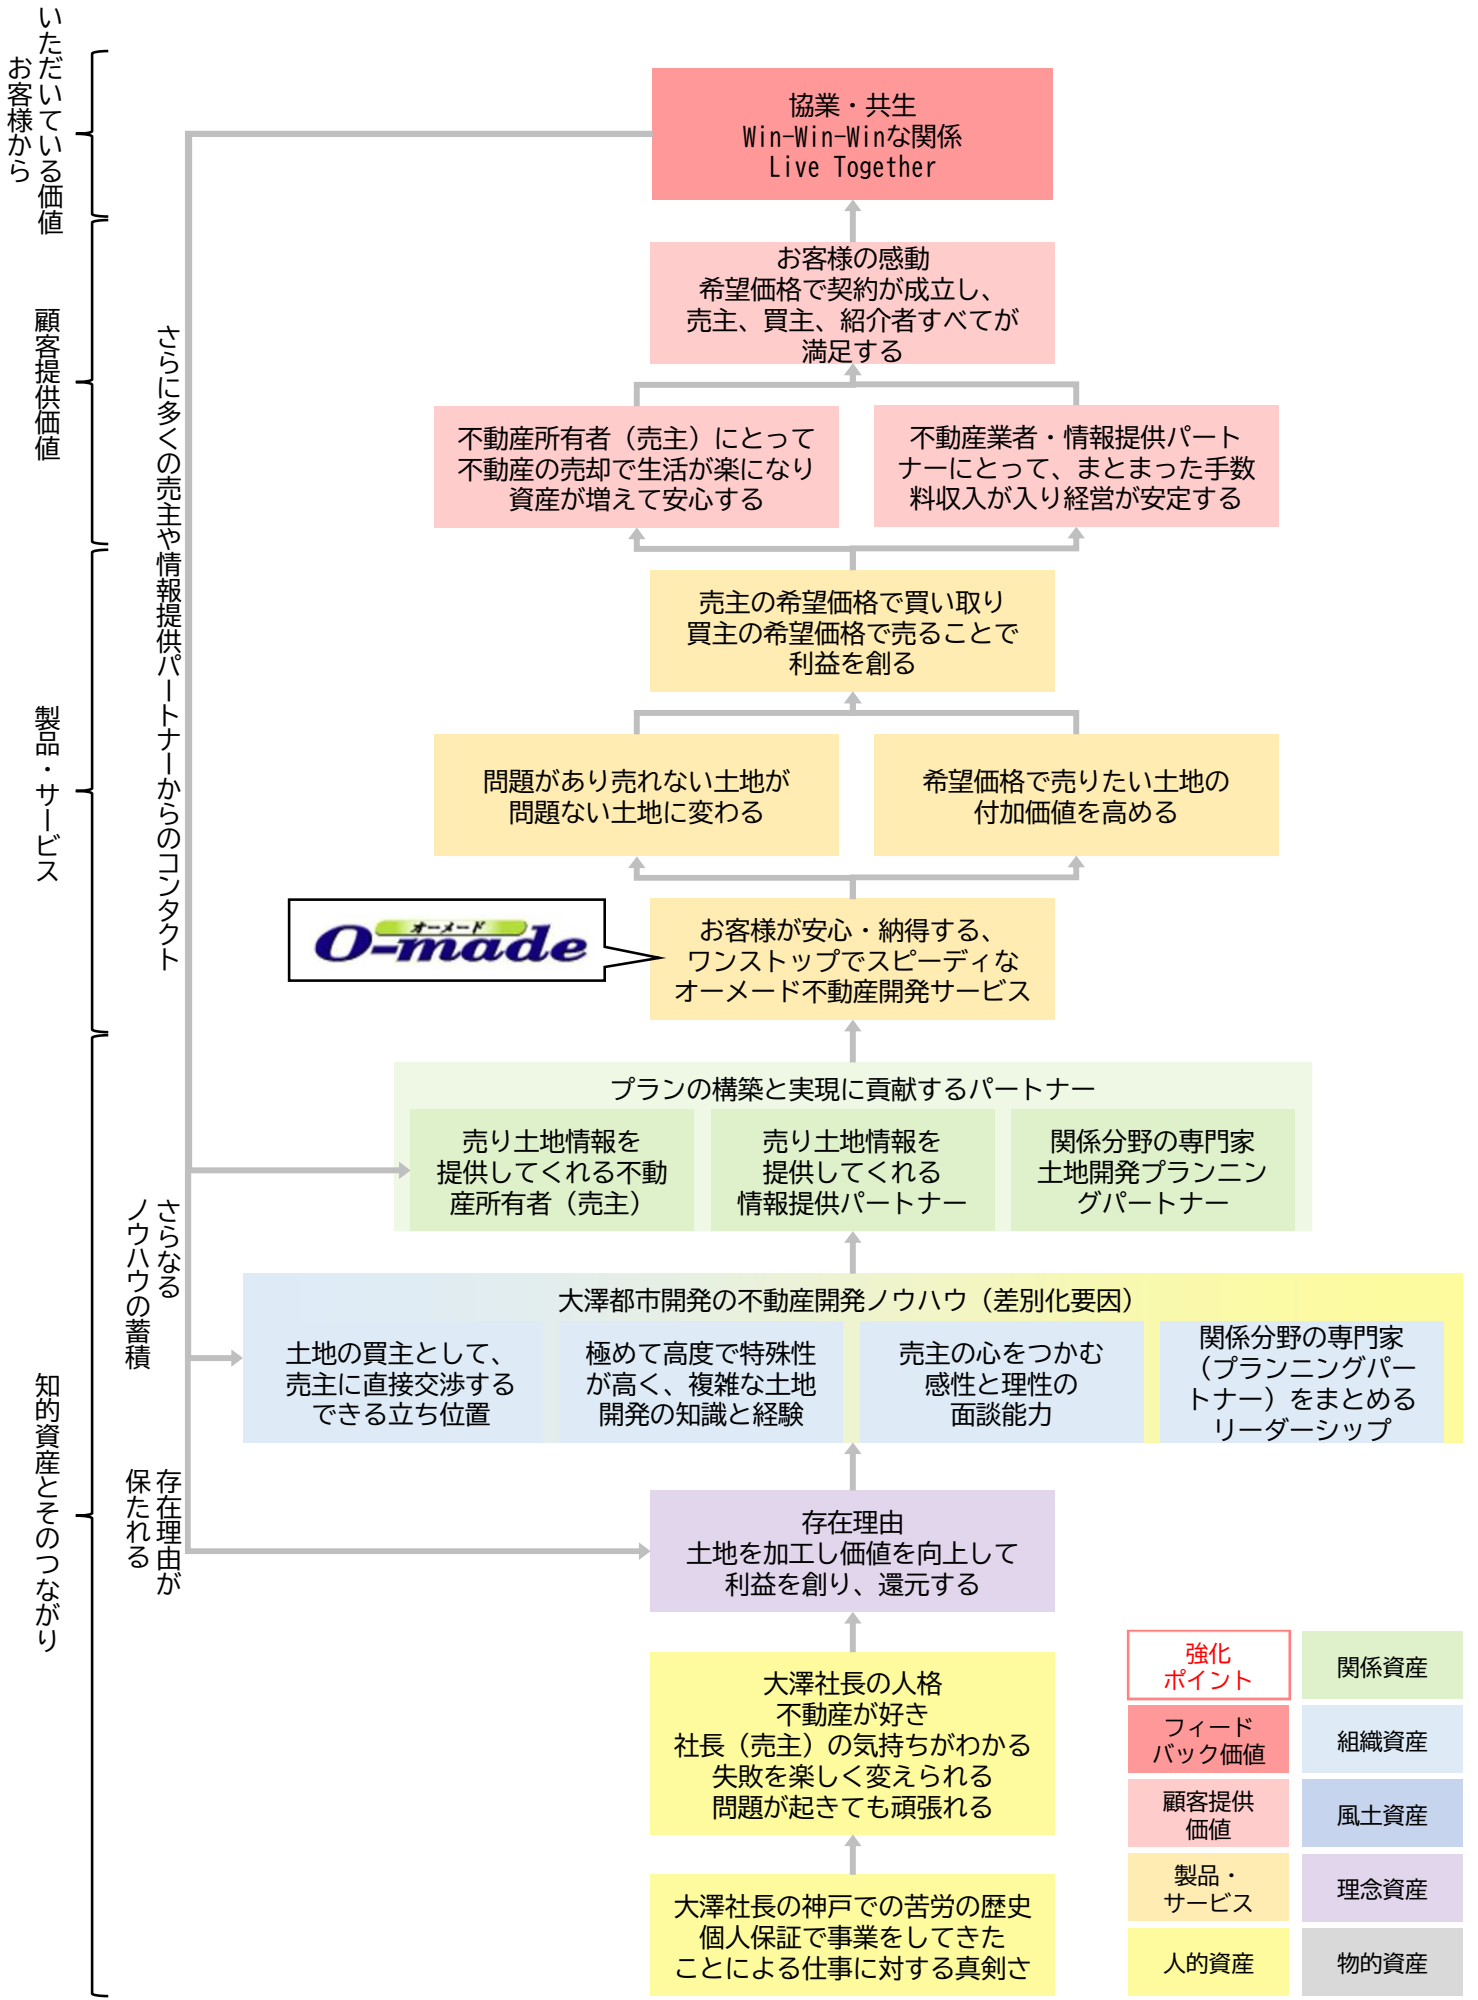 お客様から
いただいている価値
協業・共生
Win-Win-Winな関係
Live Together
顧客提供価値
お客様の感動
希望価格で契約が成立し、
売主、買主、紹介者すべてが
満足する
さらに多くの売主や情報提供パートナーからのコンタクト
不動産所有者（売主）にとって
不動産の売却で生活が楽になり
資産が増えて安心する
不動産業者・情報提供パート
ナーにとって、まとまった手数
料収入が入り経営が安定する
製品・サービス
売主の希望価格で買い取り
買主の希望価格で売ることで
利益を創る
問題があり売れない土地が
問題ない土地に変わる
希望価格で売りたい土地の
付加価値を高める
オーメード
O-made
お客様が安心・納得する、
ワンストップでスピーディな
オーメード不動産開発サービス
知的資産とそのつながり
プランの構築と実現に貢献するパートナー
売り土地情報を
提供してくれる不動
産所有者（売主）
売り土地情報を
提供してくれる
情報提供パートナー
関係分野の専門家
土地開発プランニン
グパートナー
さらなる
ノウハウの蓄積
大澤都市開発の不動産開発ノウハウ（差別化要因）
土地の買主として、
売主に直接交渉する
できる立ち位置
極めて高度で特殊性
が高く、複雑な土地
開発の知識と経験
売主の心をつかむ
感性と理性の
面談能力
関係分野の専門家
（プランニングパー
トナー）をまとめる
リーダーシップ
存在理由が
保たれる
存在理由
土地を加工し価値を向上して
利益を創り、還元する
大澤社長の人格
不動産が好き
社長（売主）の気持ちがわかる
失敗を楽しく変えられる
問題が起きても頑張れる
大澤社長の神戸での苦労の歴史
個人保証で事業をしてきた
ことによる仕事に対する真剣さ
強化
ポイント
関係資産
フィード
バック価値
組織資産
顧客提供
価値
風土資産
製品・
サービス
理念資産
人的資産
物的資産